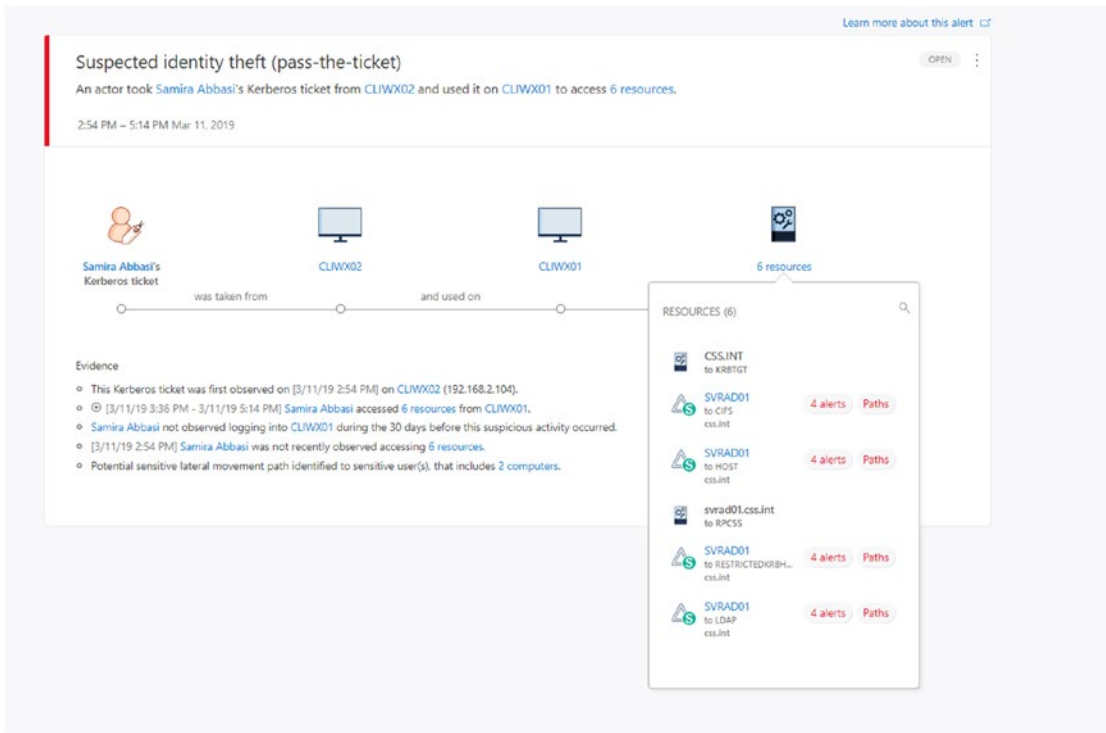 Learn more about this alert
Suspected identity theft (pass-the-ticket)
OPEN
An actor took Samira Abbasi's Kerberos ticket from CLIWX02 and used it on CLIWX01 to access 6 resources.
2:54 PM – 5:14 PM Mar 11, 2019
Samira Abbasi's
Kerberos ticket
CLIWX02
CLIWX01
6 resources
was taken from
and used on
Evidence
This Kerberos ticket was first observed on [3/11/19 2:54 PM] on CLIWX02 (192.168.2.104).
[3/11/19 3:36 PM - 3/11/19 5:14 PM] Samira Abbasi accessed 6 resources from CLIWX01.
Samira Abbasi not observed logging into CLIWX01 during the 30 days before this suspicious activity occurred.
[3/11/19 2:54 PM] Samira Abbasi was not recently observed accessing 6 resources.
Potential sensitive lateral movement path identified to sensitive user(s), that includes 2 computers.
RESOURCES (6)
CSS.INT
to KRBTGT
SVRAD01
to CIFS
css.int
4 alerts
Paths
SVRAD01
to HOST
css.int
4 alerts
Paths
svrad01.css.int
to RPCSS
SVRAD01
to RESTRICTEDKRBH...
css.int
4 alerts
Paths
SVRAD01
to LDAP
css.int
4 alerts
Paths